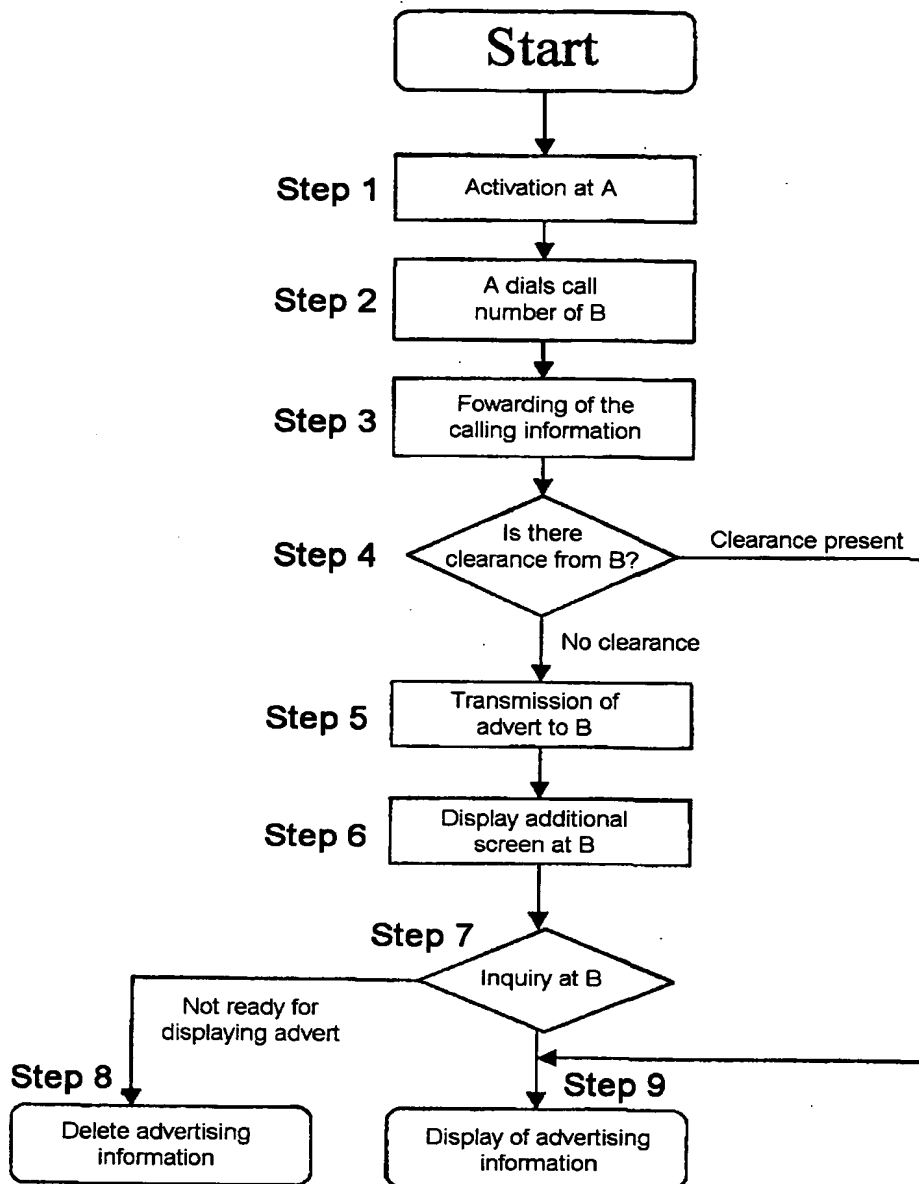 Start
Step 1
Activation at A
Step 2
A dials call
number of B
Step 3
Fowarding of the
calling information
Step 4
Is there
clearance from B?
Clearance present
No clearance
Step 5
Transmission of
advert to B
Step 6
Display additional
screen at B
Step 7
Inquiry at B
Not ready for
displaying advert
Step 8
Delete advertising
information
Step 9
Display of advertising
information